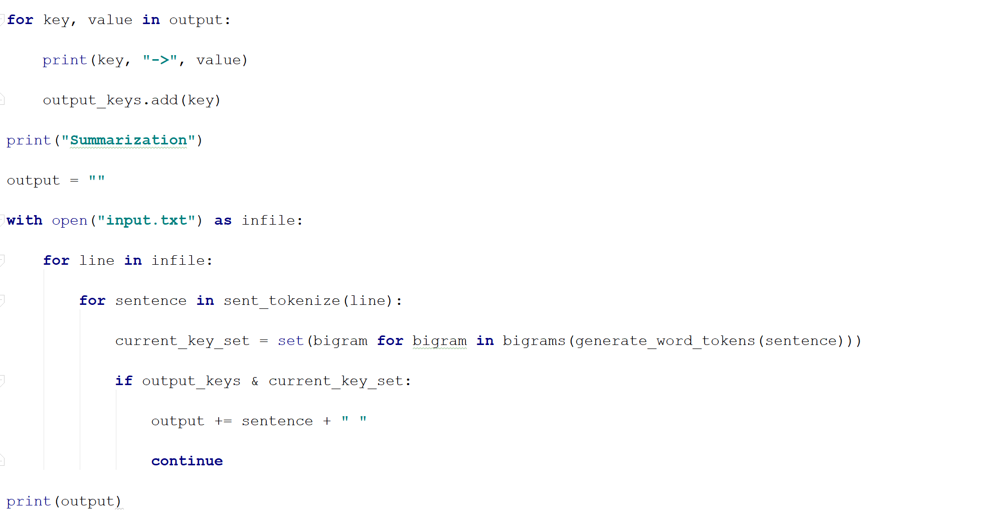 for key, value in output:
    print(key, "->", value)
    output_keys.add(key)
print("Summarization")
output = ""
with open("input.txt") as infile:
    for line in infile:
        for sentence in sent_tokenize(line):
            current_key_set = set(bigram for bigram in bigrams(generate_word_tokens(sentence)))
            if output_keys & current_key_set:
                output += sentence + " "
                continue
print(output)